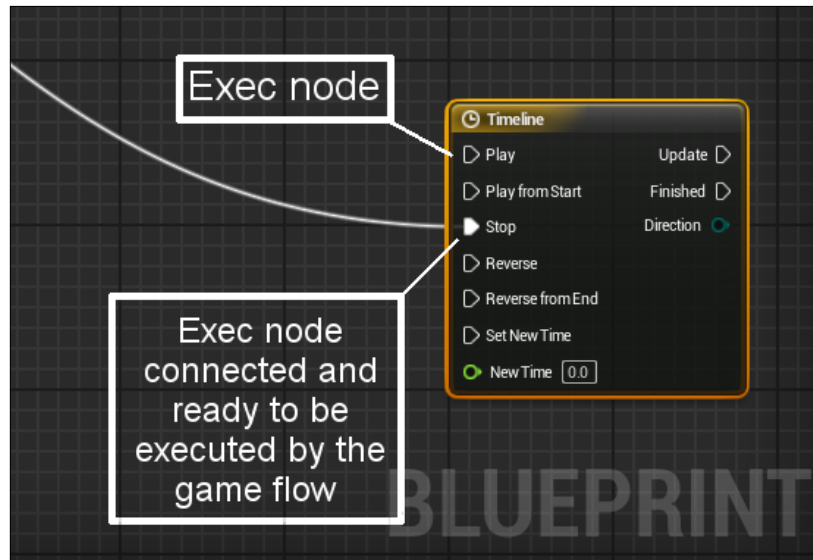 Exec node
Timeline
Play
Update
Play from Start
Finished
Stop
Direction
Reverse
Reverse from End
Set New Time
New Time 0.0
Exec node
connected and
ready to be
executed by the
game flow
BLUEPRINT